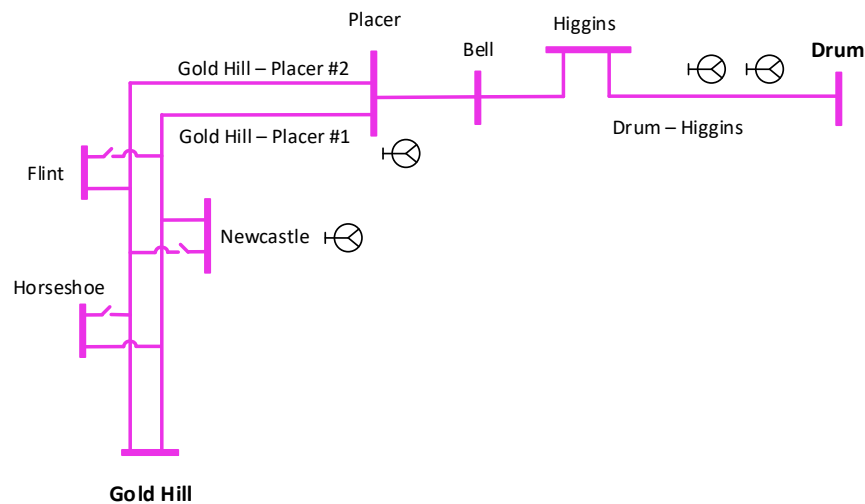 Placer
Higgins
Bell
Drum
Gold Hill – Placer #2
Gold Hill – Placer #1
Drum – Higgins
Flint
Newcastle
Horseshoe
Gold Hill